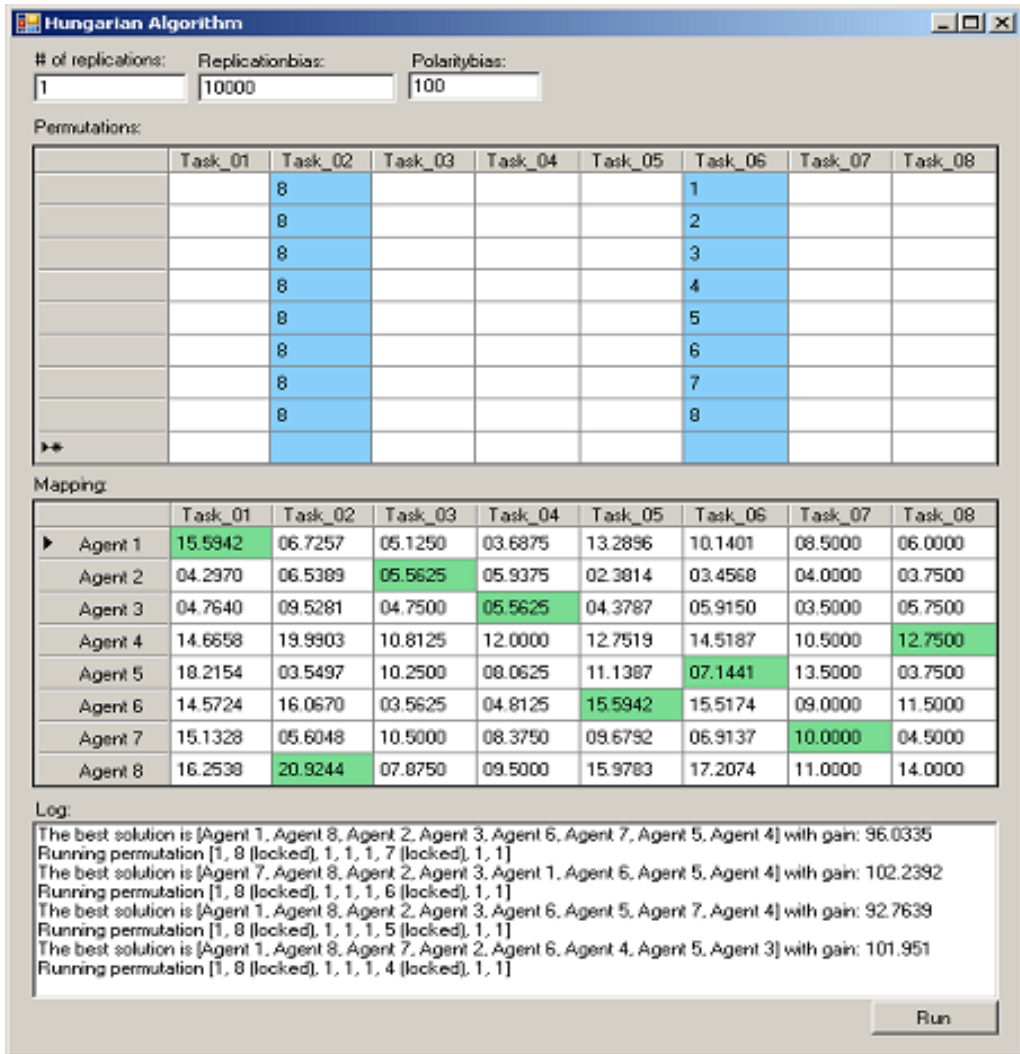 Hungarian Algorithm
# of replications: Replicationbias: Polaritybias:
1 10000 100
Permutations:
Task_01 Task_02 Task_03 Task_04 Task_05 Task_06 Task_07 Task_08
8 1
8 2
8 3
8 4
8 5
8 6
8 7
8 8
Mapping:
Task_01 Task_02 Task_03 Task_04 Task_05 Task_06 Task_07 Task_08
Agent 1 15.5942 06.7257 05.1250 03.6875 13.2896 10.1401 08.5000 06.0000
Agent 2 04.2970 06.5389 05.5625 05.9375 02.3814 03.4568 04.0000 03.7500
Agent 3 04.7640 09.5281 04.7500 05.5625 04.3787 05.9150 03.5000 05.7500
Agent 4 14.6658 19.9903 10.8125 12.0000 12.7519 14.5187 10.5000 12.7500
Agent 5 18.2154 03.5497 10.2500 08.0625 11.1387 07.1441 13.5000 03.7500
Agent 6 14.5724 16.0670 03.5625 04.8125 15.5942 15.5174 09.0000 11.5000
Agent 7 15.1328 05.6048 10.5000 08.3750 09.6792 06.9137 10.0000 04.5000
Agent 8 16.2538 20.9244 07.8750 09.5000 15.9783 17.2074 11.0000 14.0000
Log:
The best solution is [Agent 1, Agent 8, Agent 2, Agent 3, Agent 6, Agent 7, Agent 5, Agent 4] with gain: 96.0335
Running permutation [1, 8 (locked), 1, 1, 1, 7 (locked), 1, 1]
The best solution is [Agent 7, Agent 8, Agent 2, Agent 3, Agent 1, Agent 6, Agent 5, Agent 4] with gain: 102.2392
Running permutation [1, 8 (locked), 1, 1, 1, 6 (locked), 1, 1]
The best solution is [Agent 1, Agent 8, Agent 2, Agent 3, Agent 6, Agent 5, Agent 7, Agent 4] with gain: 92.7639
Running permutation [1, 8 (locked), 1, 1, 1, 5 (locked), 1, 1]
The best solution is [Agent 1, Agent 8, Agent 7, Agent 2, Agent 6, Agent 4, Agent 5, Agent 3] with gain: 101.951
Running permutation [1, 8 (locked), 1, 1, 1, 4 (locked), 1, 1]
Run